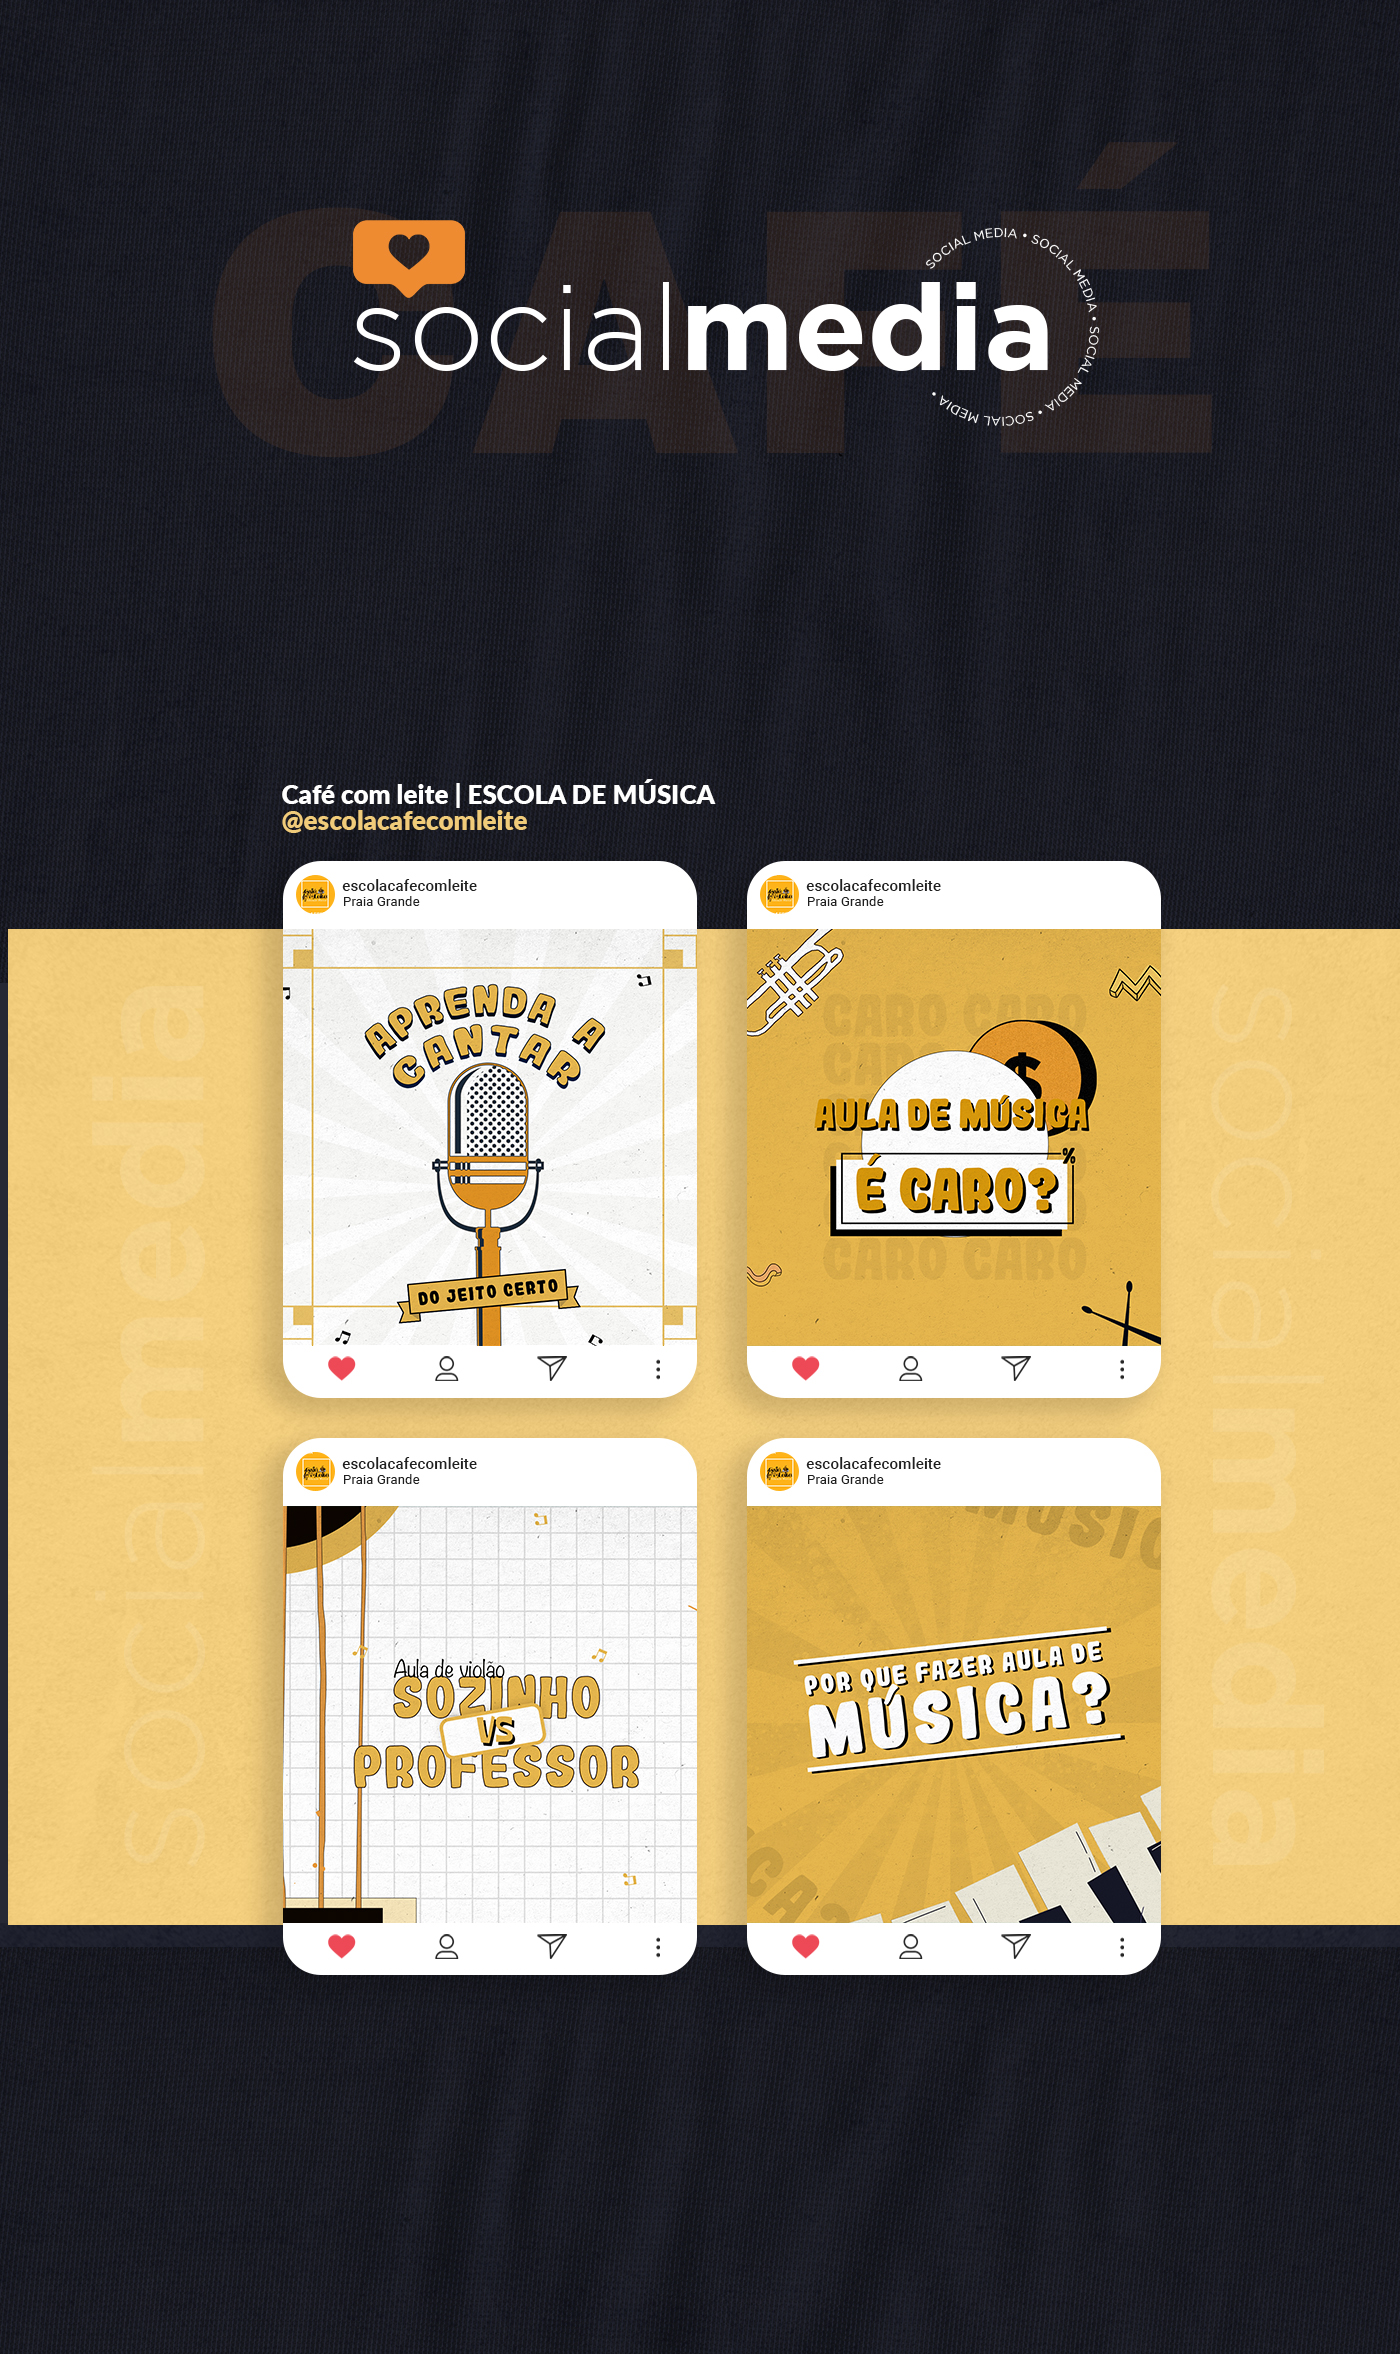 CAFÉ
socialmedia
SOCIAL MEDIA • SOCIAL MEDIA • SOCIAL MEDIA • SOCIAL MEDIA •
Café com leite | ESCOLA DE MÚSICA
@escolacafecomleite
escolacafecomleite
Praia Grande
APRENDA A
CANTAR
DO JEITO CERTO
escolacafecomleite
Praia Grande
CARO CARO
CARO
$
AULA DE MÚSICA
%
É CARO?
CARO CARO
escolacafecomleite
Praia Grande
Aula de violão
SOZINHO
VS
PROFESSOR
escolacafecomleite
Praia Grande
MUSIC
POR QUE FAZER AULA DE
MÚSICA?
ICA?
socialmedia
socialmedia